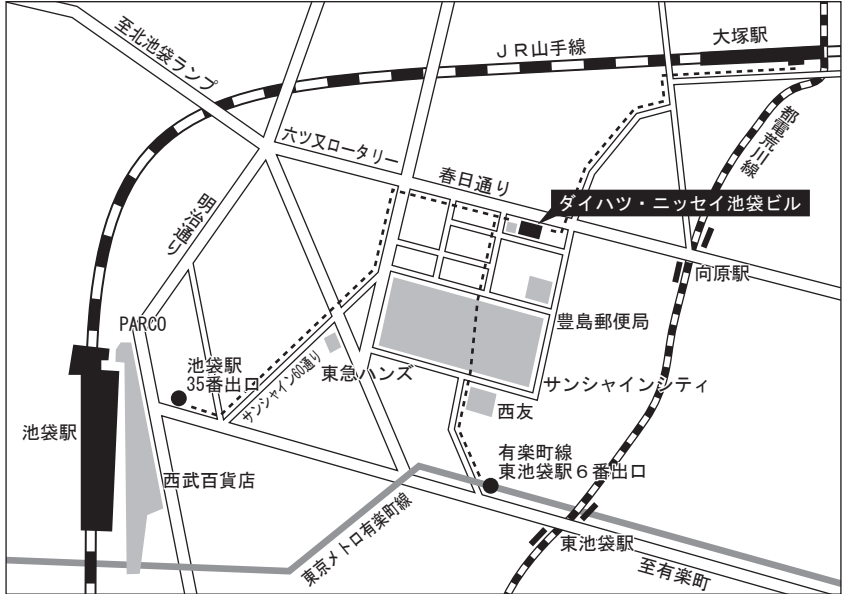 至北池袋ランプ
JR山手線
大塚駅
都電荒川線
六ツ又ロータリー
春日通り
ダイハツ・ニッセイ池袋ビル
明治通り
向原駅
PARCO
豊島郵便局
池袋駅
35番出口
サンシャイン60通り
東急ハンズ
サンシャインシティ
西友
池袋駅
有楽町線
東池袋駅6番出口
西武百貨店
東京メトロ有楽町線
東池袋駅
至有楽町